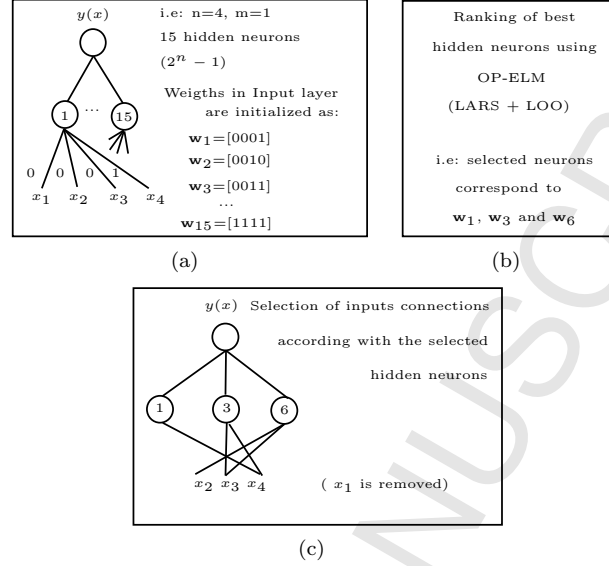 y(x)
i.e: n=4, m=1
15 hidden neurons
(2^n − 1)
Weigths in Input layer
are initialized as:
1 ... 15
w1=[0001]
w2=[0010]
w3=[0011]
...
w15=[1111]
0 0 0 1
x1 x2 x3 x4
(a)
Ranking of best
hidden neurons using
OP-ELM
(LARS + LOO)
i.e: selected neurons
correspond to
w1, w3 and w6
(b)
y(x) Selection of inputs connections
according with the selected
hidden neurons
1 3 6
x2 x3 x4 ( x1 is removed)
(c)
NUSCR